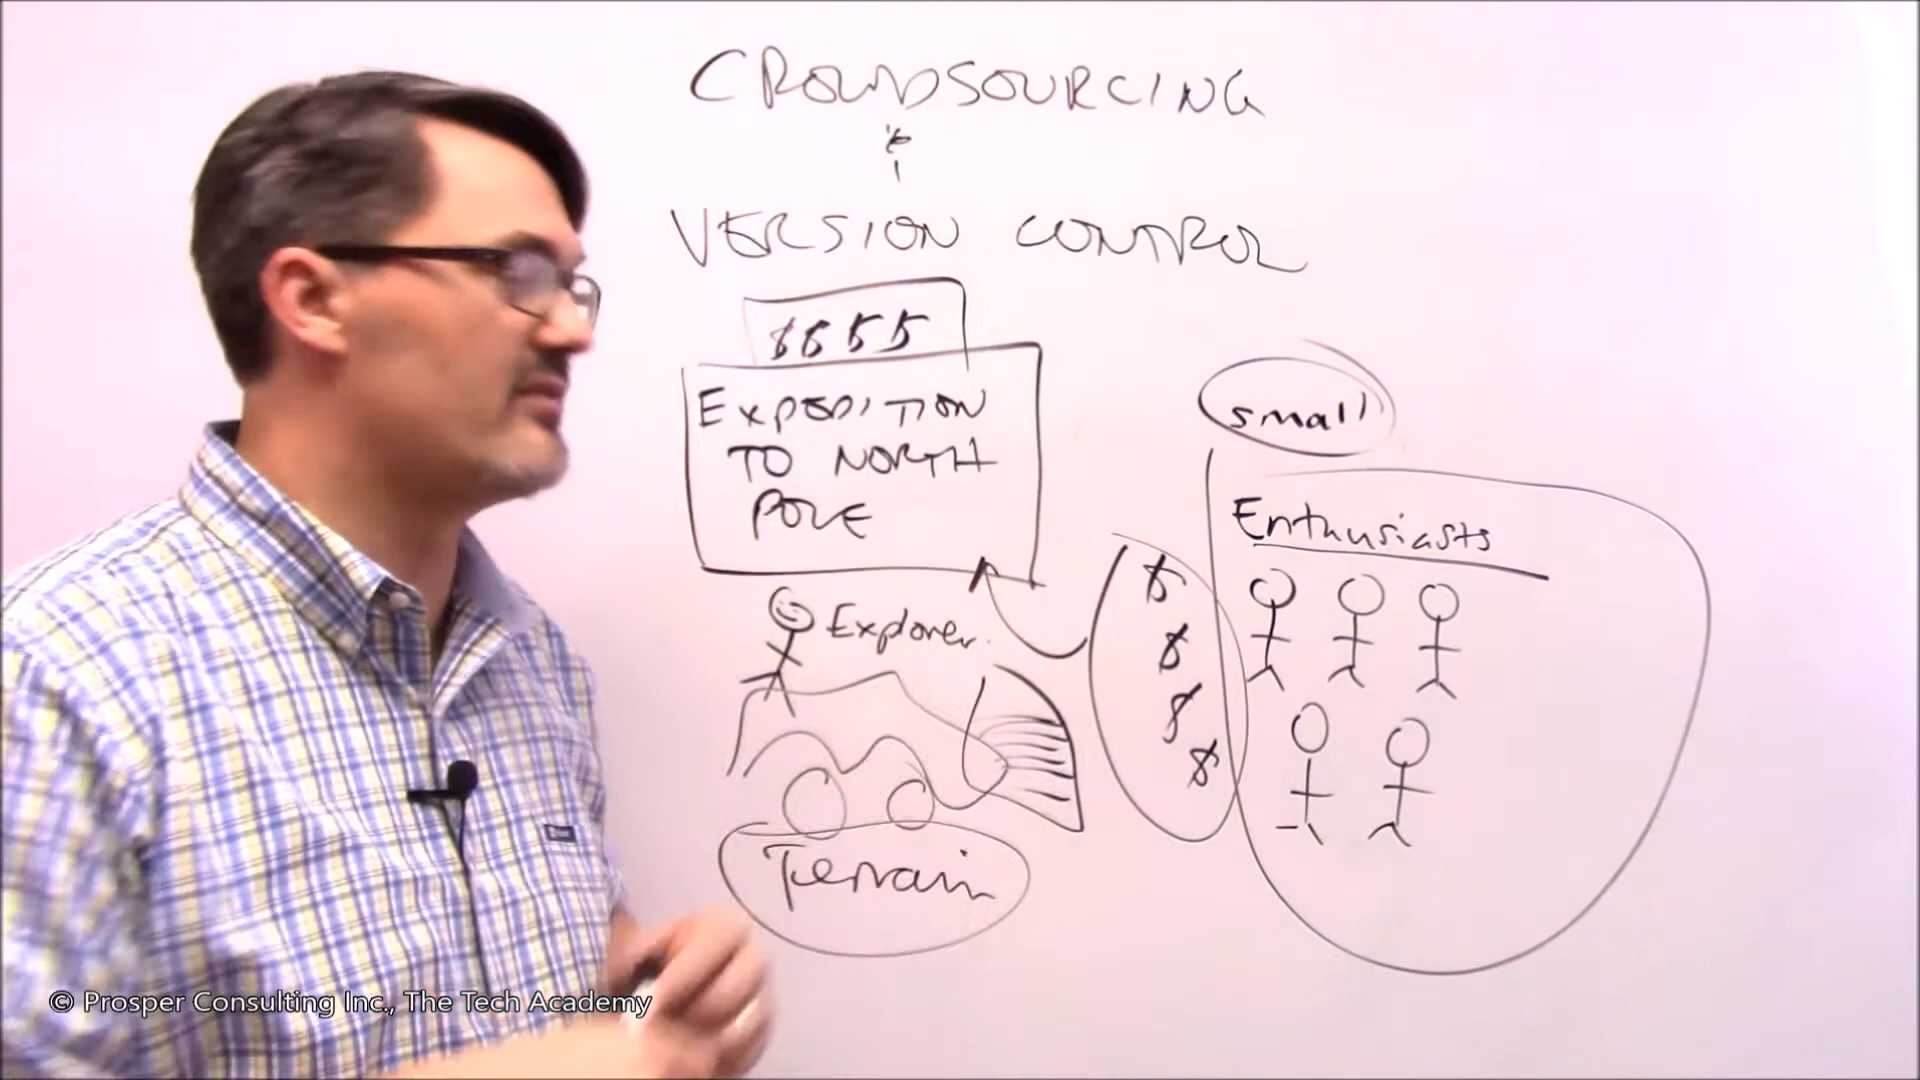 CROWDSOURCING
&
VERSION CONTROL
$$$$
EXPEDITION
TO NORTH
POLE
small
Enthusiasts
$
$
$
$
Explorer
Terrain
© Prosper Consulting Inc., The Tech Academy